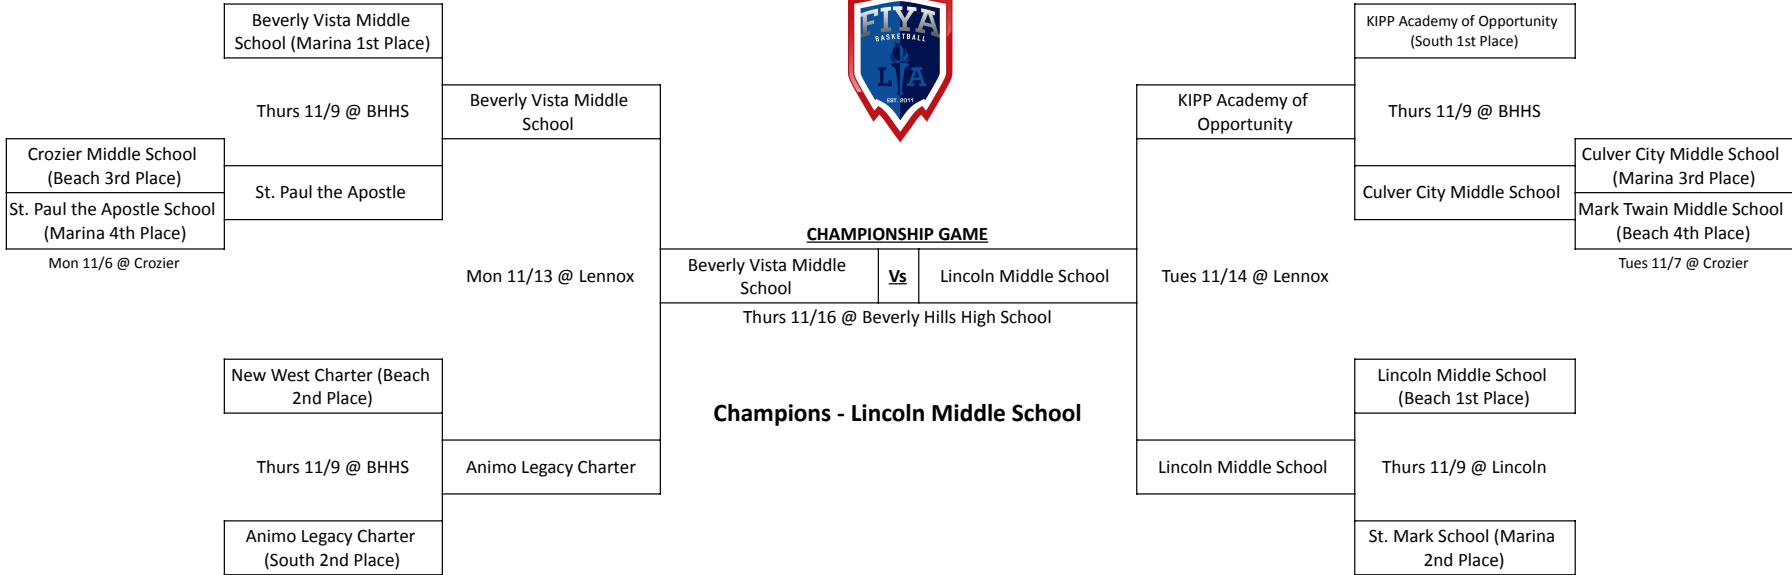 Beverly Vista Middle
School (Marina 1st Place)
Thurs 11/9 @ BHHS
Beverly Vista Middle
School
Crozier Middle School
(Beach 3rd Place)
St. Paul the Apostle School
(Marina 4th Place)
Mon 11/6 @ Crozier
St. Paul the Apostle
Mon 11/13 @ Lennox
New West Charter (Beach
2nd Place)
Thurs 11/9 @ BHHS
Animo Legacy Charter
Animo Legacy Charter
(South 2nd Place)
FIYA
BASKETBALL
LA
EST. 2011
CHAMPIONSHIP GAME
Beverly Vista Middle
School
Vs
Lincoln Middle School
Thurs 11/16 @ Beverly Hills High School
Champions - Lincoln Middle School
KIPP Academy of Opportunity
(South 1st Place)
KIPP Academy of
Opportunity
Thurs 11/9 @ BHHS
Culver City Middle School
Culver City Middle School
(Marina 3rd Place)
Mark Twain Middle School
(Beach 4th Place)
Tues 11/7 @ Crozier
Tues 11/14 @ Lennox
Lincoln Middle School
(Beach 1st Place)
Lincoln Middle School
Thurs 11/9 @ Lincoln
St. Mark School (Marina
2nd Place)